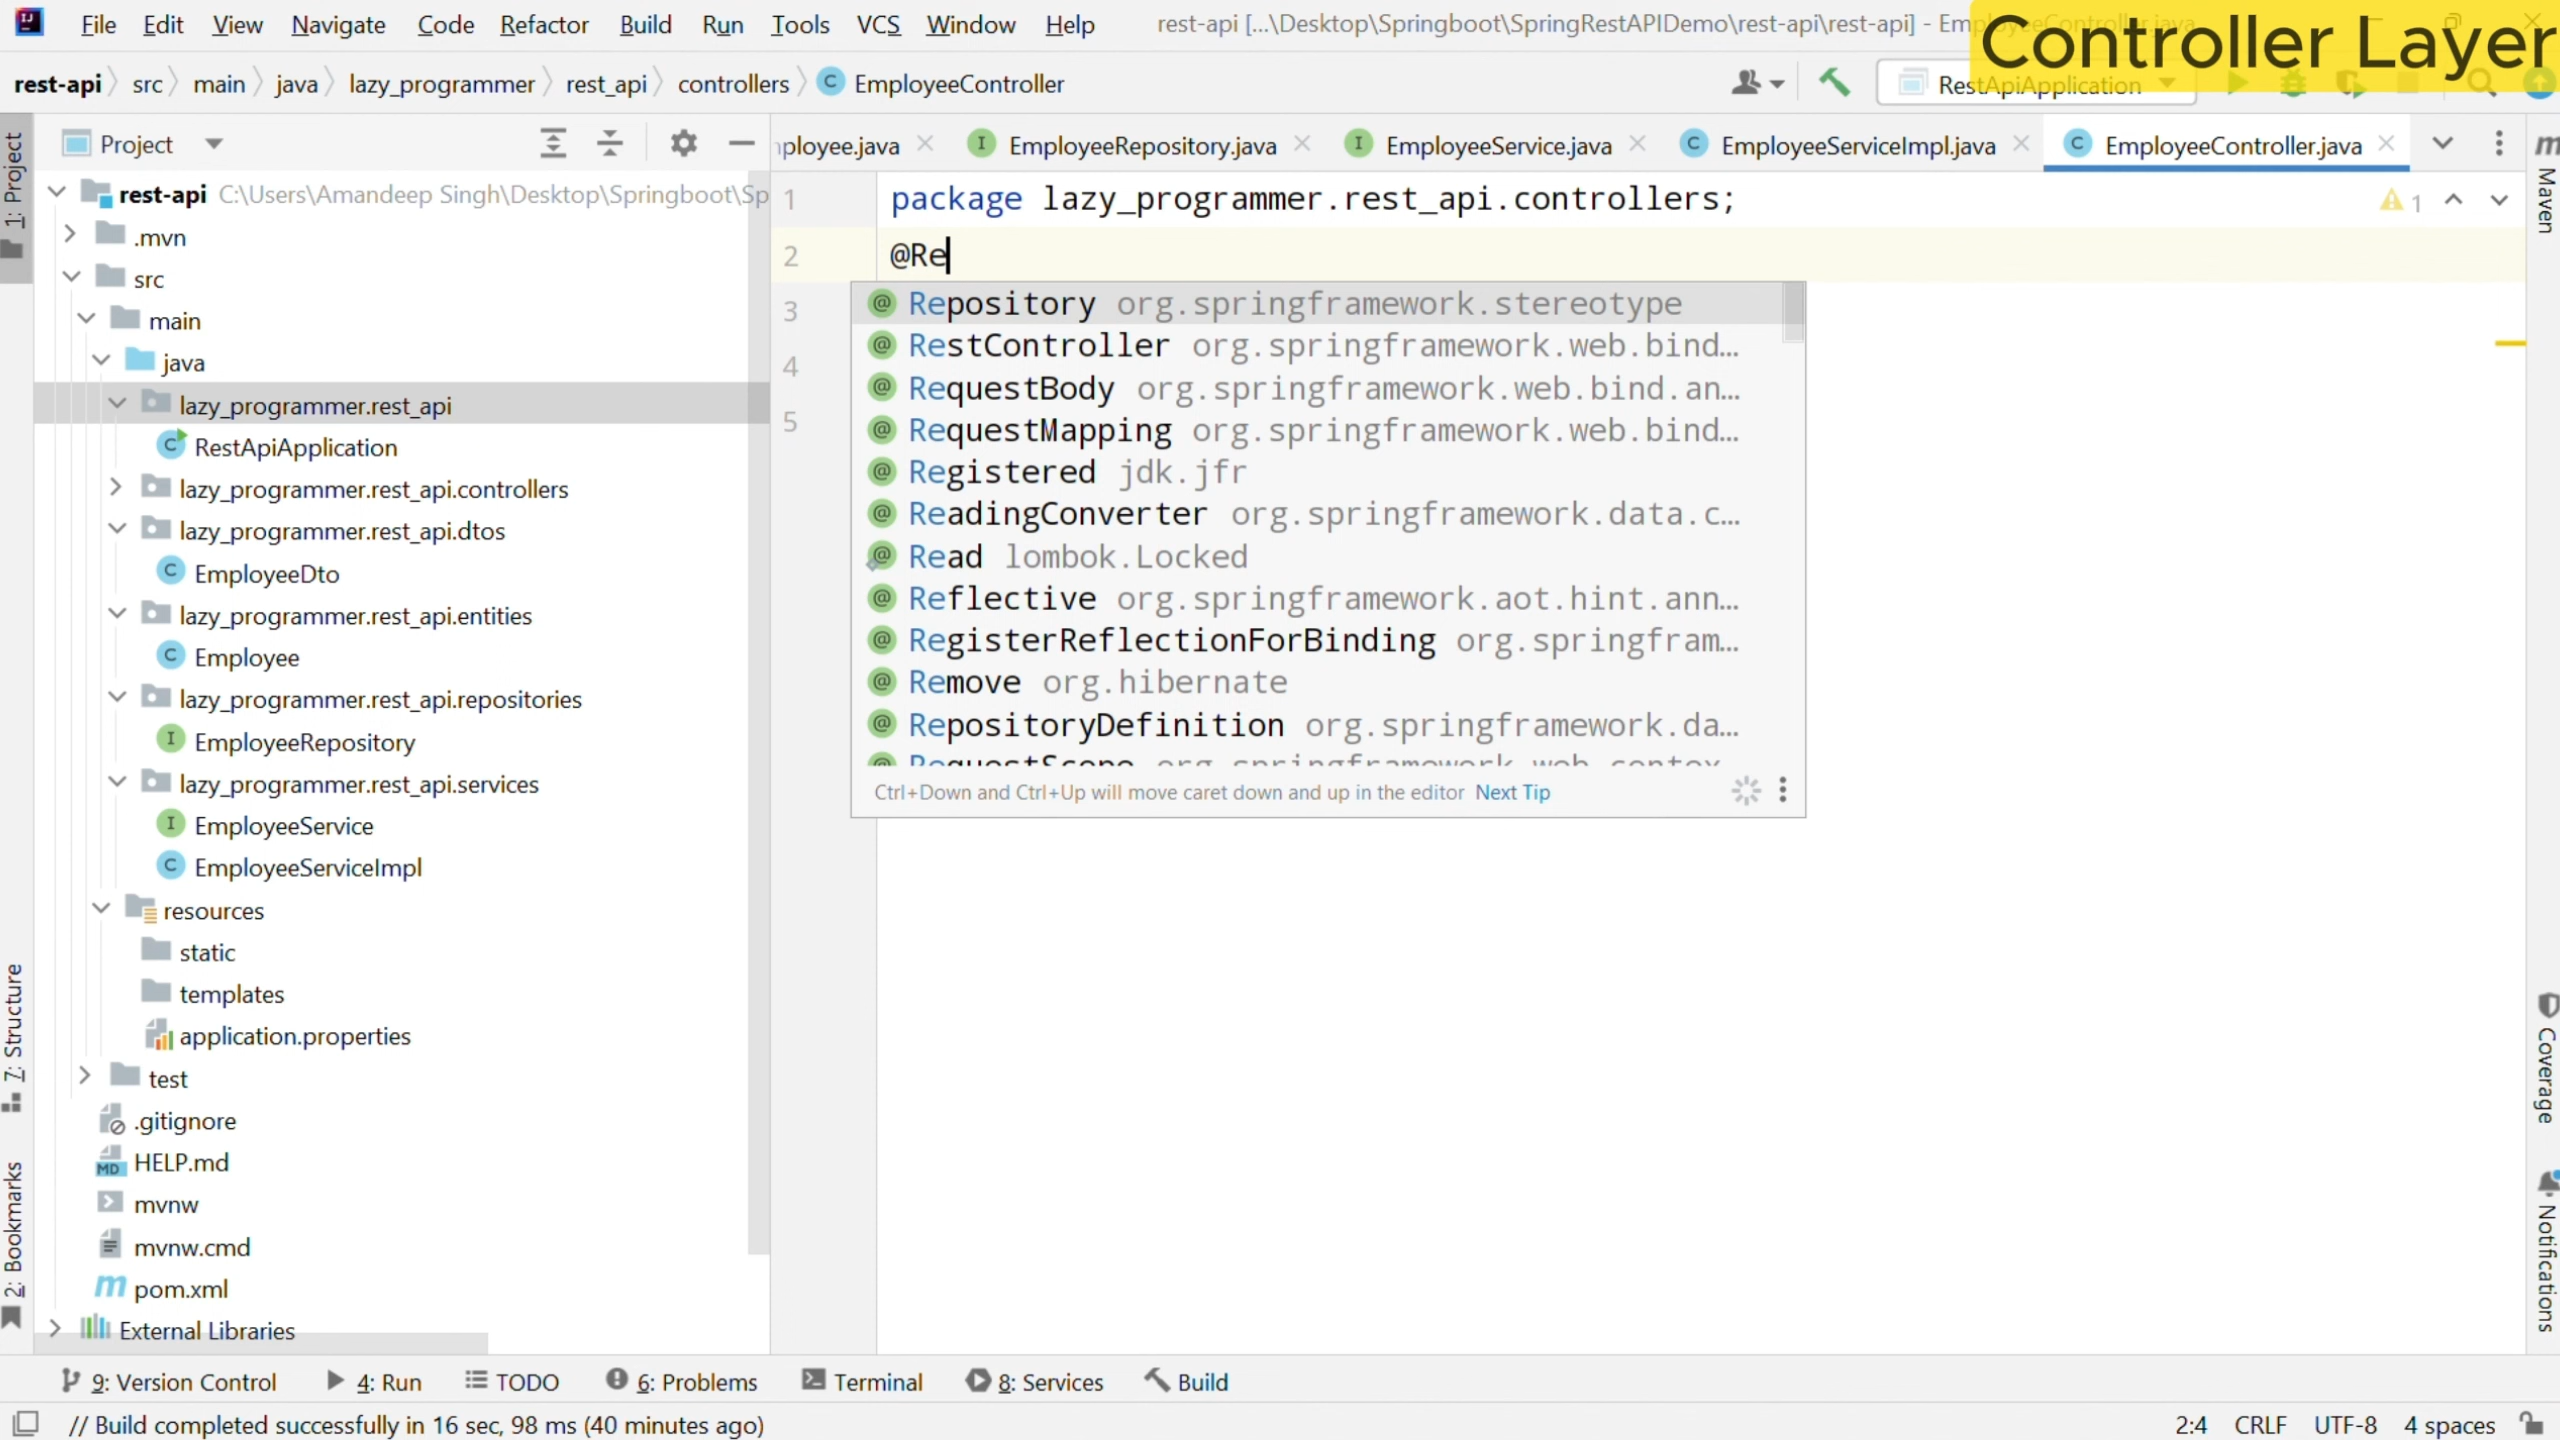 File Edit View Navigate Code Refactor Build Run Tools VCS Window Help rest-api [...\Desktop\Springboot\SpringRestAPIDemo\rest-api\rest-api] - EmployeeController.java
Controller Layer
rest-api src main java lazy_programmer rest_api controllers EmployeeController RestApiApplication
Project
ployee.java EmployeeRepository.java EmployeeService.java EmployeeServiceImpl.java EmployeeController.java
1: Project
Maven
rest-api C:\Users\Amandeep Singh\Desktop\Springboot\Sp
.mvn
src
main
java
lazy_programmer.rest_api
RestApiApplication
lazy_programmer.rest_api.controllers
lazy_programmer.rest_api.dtos
EmployeeDto
lazy_programmer.rest_api.entities
Employee
lazy_programmer.rest_api.repositories
EmployeeRepository
lazy_programmer.rest_api.services
EmployeeService
EmployeeServiceImpl
resources
static
templates
application.properties
test
.gitignore
HELP.md
mvnw
mvnw.cmd
pom.xml
External Libraries
7: Structure
2: Bookmarks
1 package lazy_programmer.rest_api.controllers;
1
2 @Re
3
4
5
Repository org.springframework.stereotype
RestController org.springframework.web.bind...
RequestBody org.springframework.web.bind.an...
RequestMapping org.springframework.web.bind...
Registered jdk.jfr
ReadingConverter org.springframework.data.c...
Read lombok.Locked
Reflective org.springframework.aot.hint.ann...
RegisterReflectionForBinding org.springfram...
Remove org.hibernate
RepositoryDefinition org.springframework.da...
RequestScope org.springframework.web.contex
Ctrl+Down and Ctrl+Up will move caret down and up in the editor Next Tip
Coverage
Notifications
9: Version Control 4: Run TODO 6: Problems Terminal 8: Services Build
// Build completed successfully in 16 sec, 98 ms (40 minutes ago) 2:4 CRLF UTF-8 4 spaces